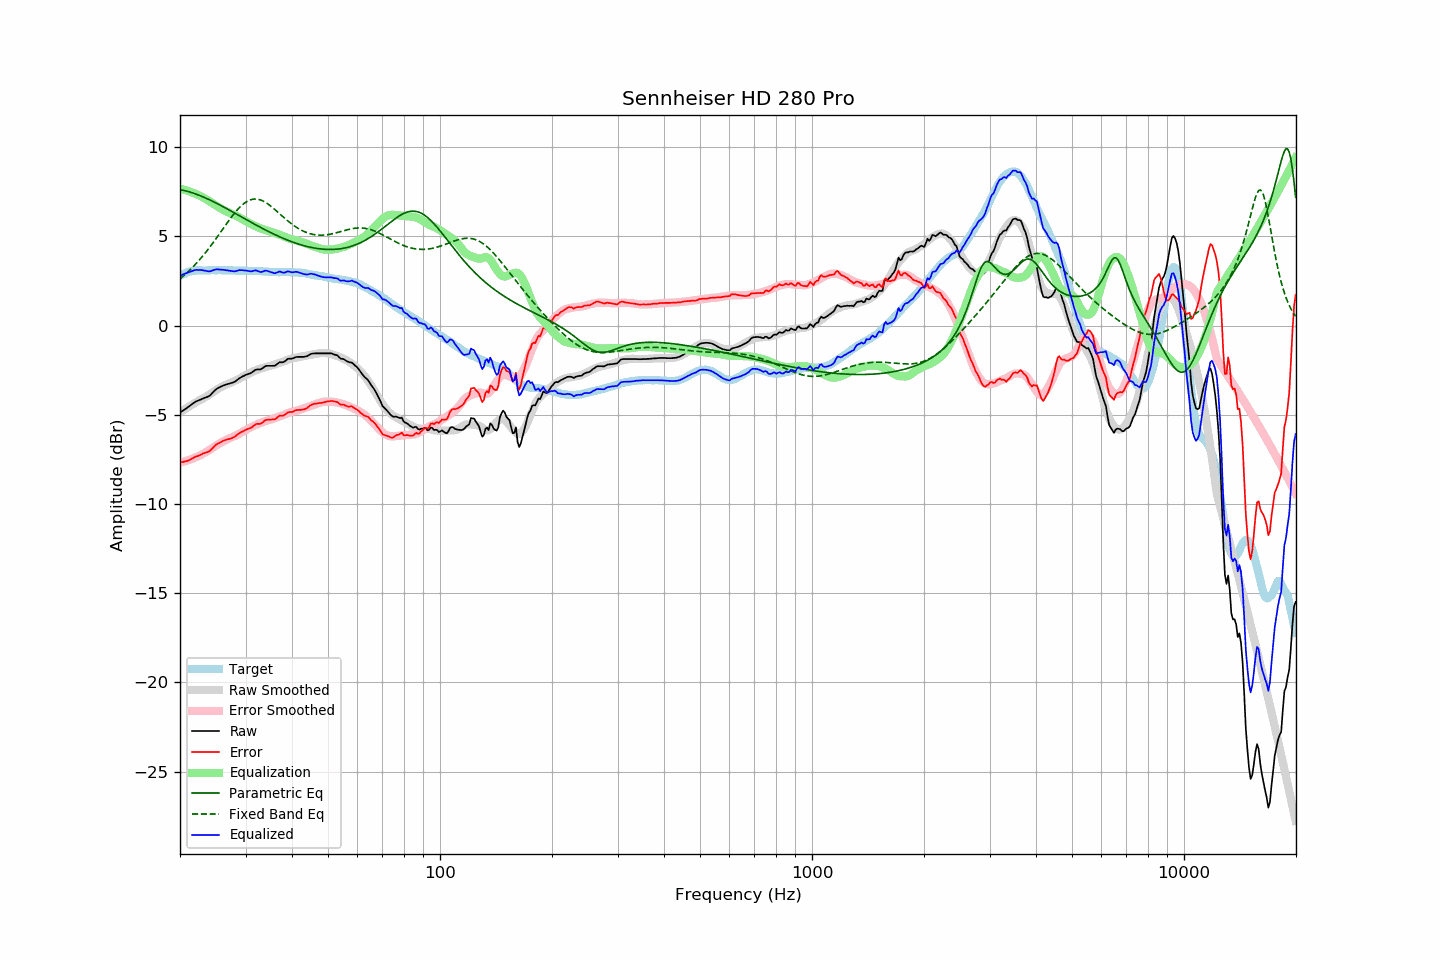 Sennheiser HD 280 Pro
10
5
0
−5
−10
−15
−20
−25
Amplitude (dBr)
Target
Raw Smoothed
Error Smoothed
Raw
Error
Equalization
Parametric Eq
Fixed Band Eq
Equalized
100
1000
10000
Frequency (Hz)